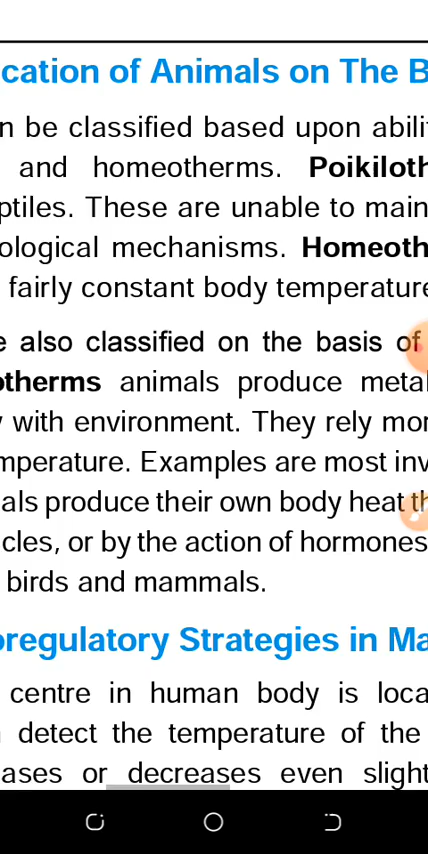 cation of Animals on The B
n be classified based upon abili
and homeotherms. Poikiloth
ptiles. These are unable to main
ological mechanisms. Homeoth
fairly constant body temperature
e also classified on the basis of
otherms animals produce metal
y with environment. They rely mor
mperature. Examples are most inv
als produce their own body heat th
cles, or by the action of hormones
birds and mammals.
oregulatory Strategies in Ma
centre in human body is loca
n detect the temperature of the
ases or decreases even slight